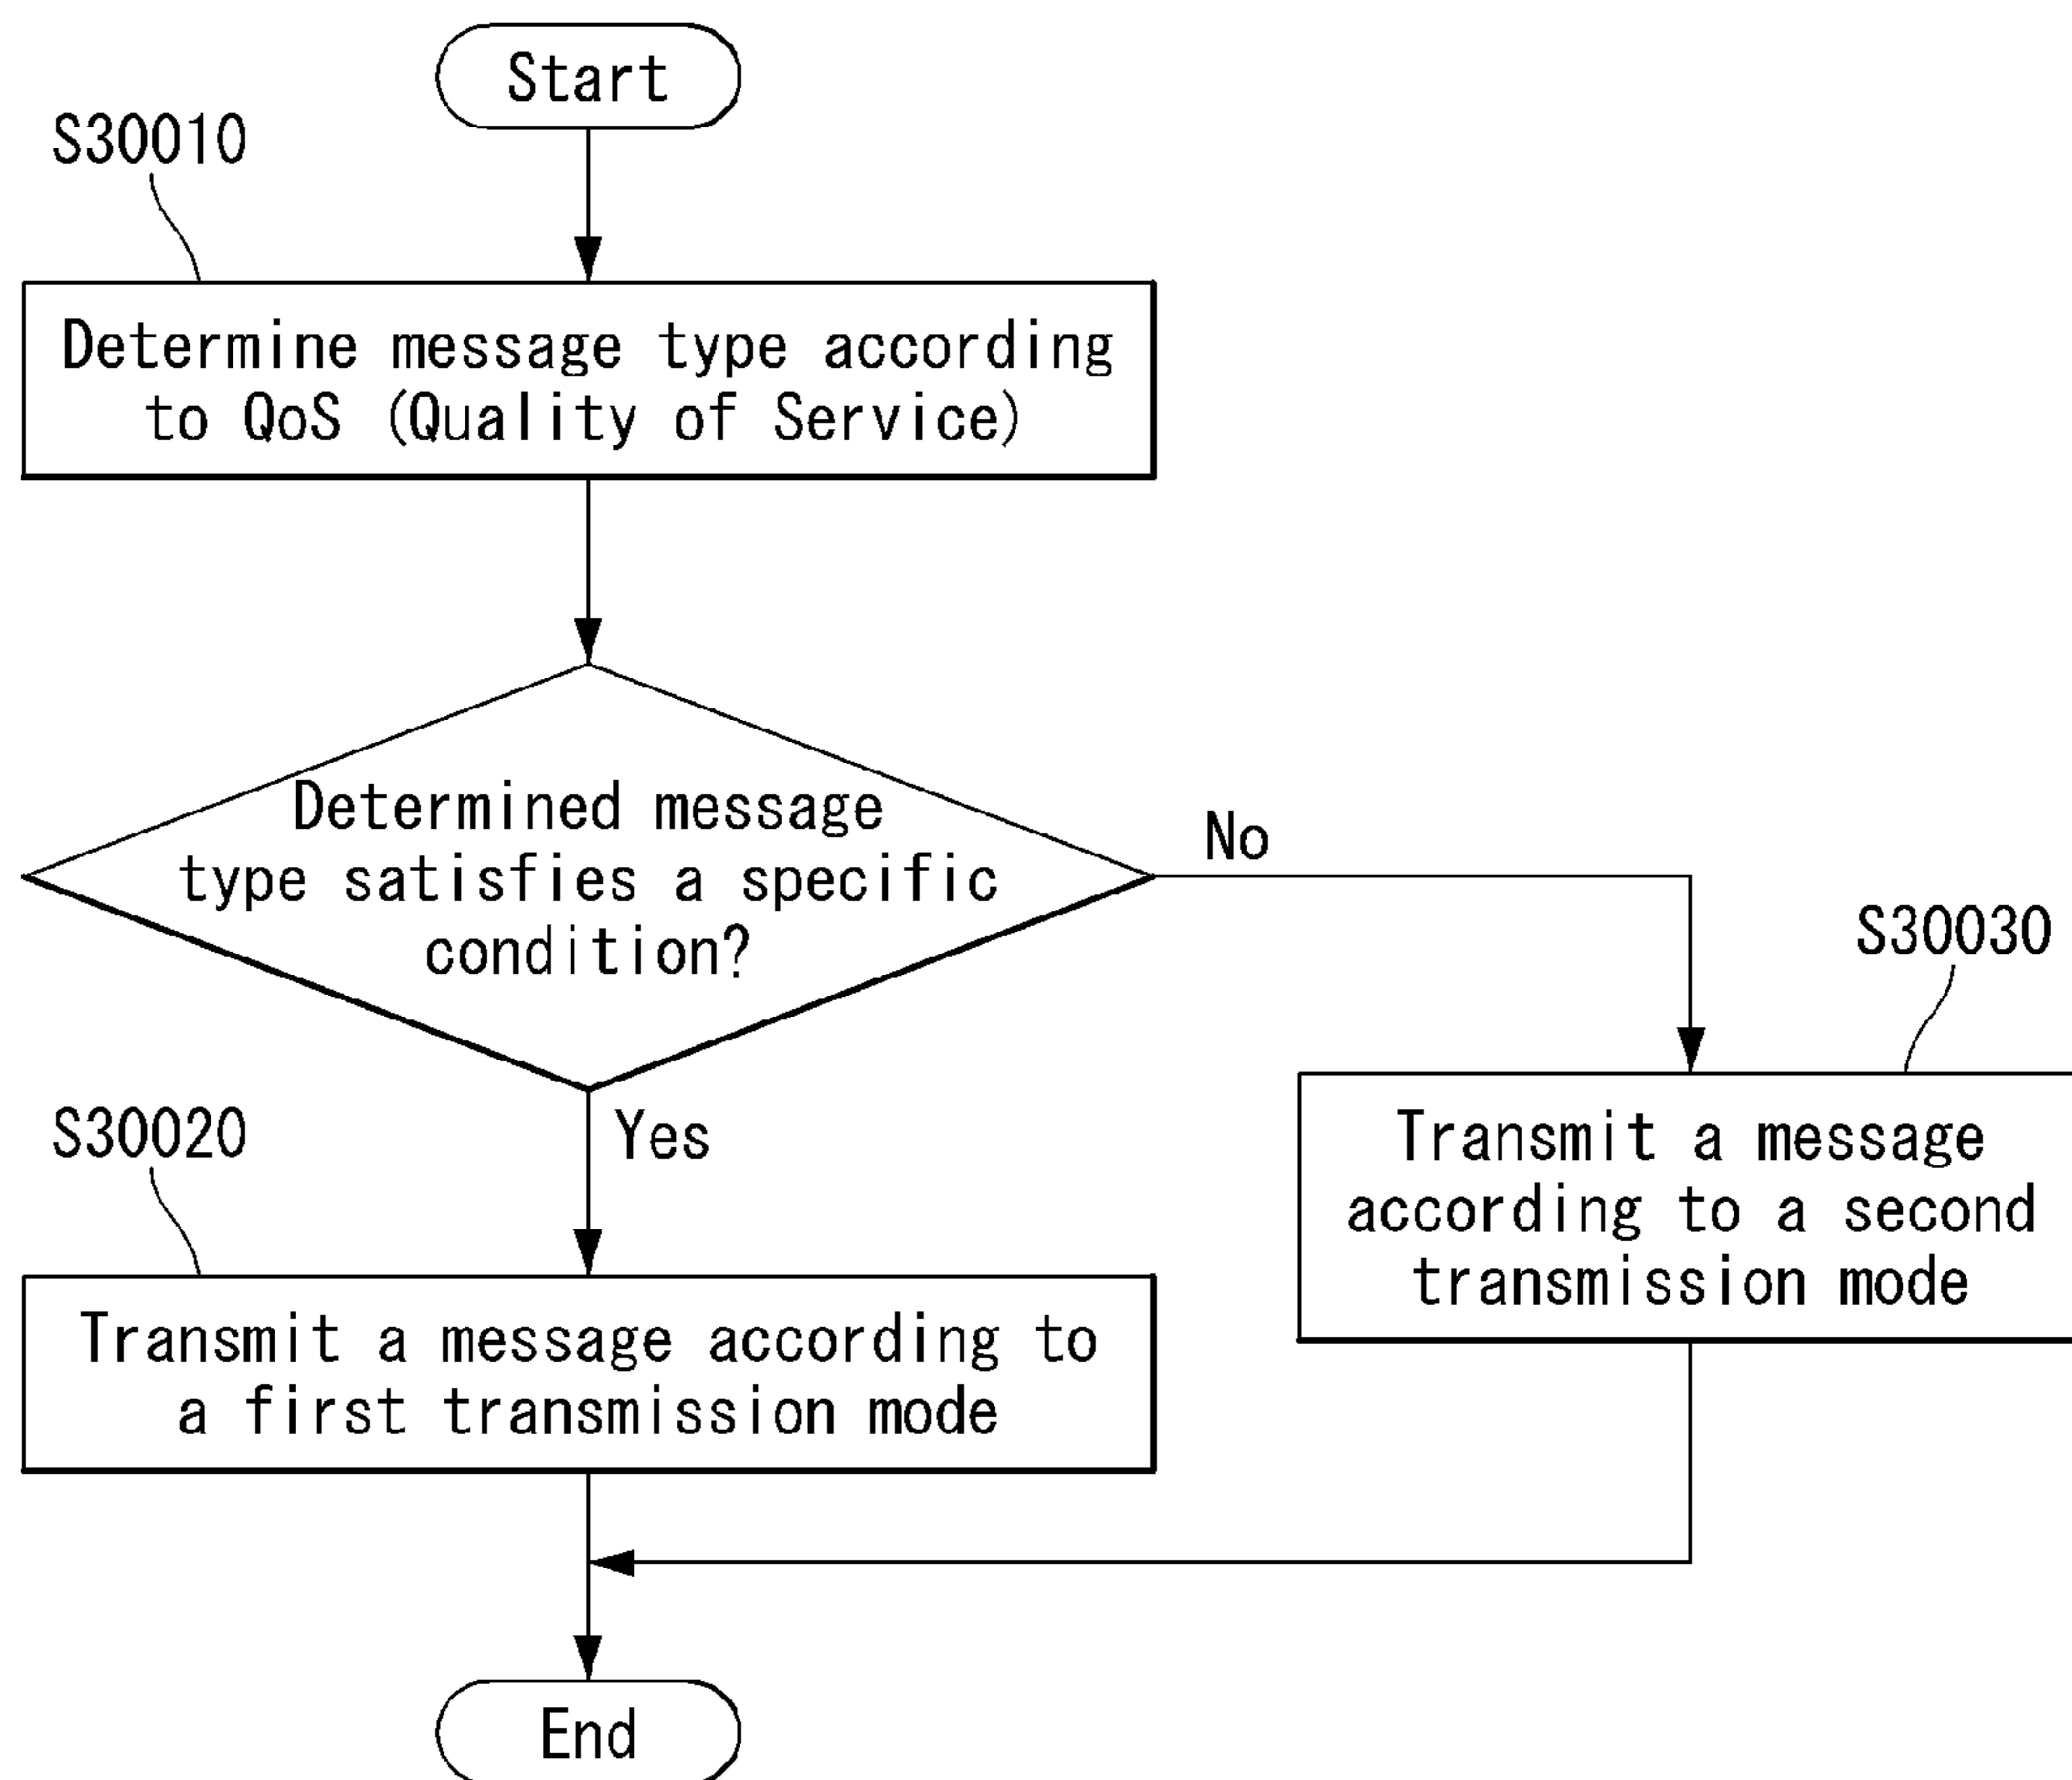 Start
S30010
Determine message type according
to QoS (Quality of Service)
Determined message
type satisfies a specific
condition?
No
S30030
Yes
S30020
Transmit a message
according to a second
transmission mode
Transmit a message according to
a first transmission mode
End